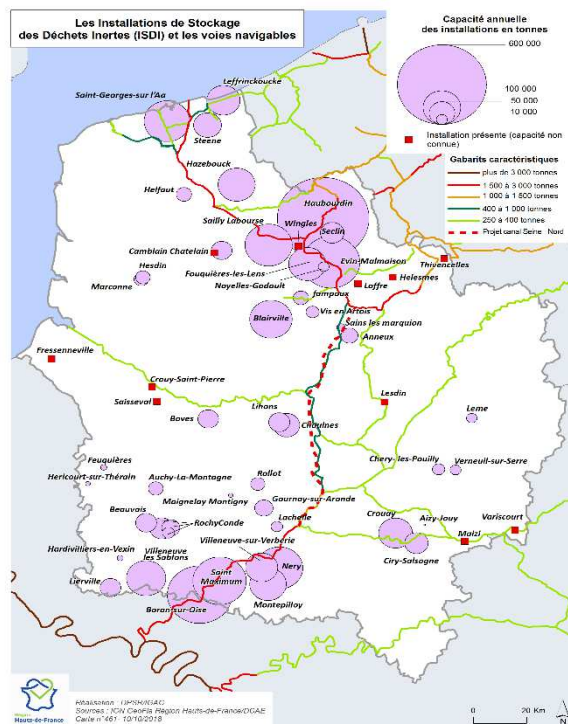 Les Installations de Stockage
des Déchets Inertes (ISDI) et les voies navigables
Capacité annuelle
des installations en tonnes
600 000
100 000
50 000
10 000
Installation présente (capacité non
connue)
Gabarits caractéristiques
plus de 3 000 tonnes
1 500 à 3 000 tonnes
1 000 à 1 500 tonnes
400 à 1 000 tonnes
250 à 400 tonnes
Projet canal Seine Nord
Leffrinckoucke
Saint-Georges-sur l'Aa
Steene
Hazebouck
Helfaut
Haubourdin
Sailly Labourse
Wingles
Seclin
Camblain Chatelain
Evin-Malmaison
Thivencelles
Fouquières-les-Lens
Hesdin
Noyelles-Godault
Helesmes
Marconne
Loffre
Vis en Artois
Blairville
Sains les marquion
Anneux
Fressenneville
Crouy-Saint-Pierre
Saisseval
Lesdin
Lihons
Leme
Boves
Chaulnes
Feuquières
Rollot
Chery-les-Pouilly
Verneuil-sur-Serre
Hericourt-sur-Thérain
Auchy-La-Montagne
Maignelay Montigny
Gournay-sur-Aronde
Beauvais
Crouay
Aizy-Jouy
Variscourt
RochyConde
Lachelle
Maizi
Hardivilliers-en-Vexin
Villeneuve
les Sablons
Villeneuve-sur-Verberie
Ciry-Salsogne
Saint
Maximum
Nery
Lierville
Boran-sur-Oise
Montepilloy
Région
Hauts-de-France
Réalisation : DPSR/IGAC
Sources : IGN GeoFla Région Hauts-de-France/DGAE
Carte n°461- 10/10/2018
0
20 Km
N